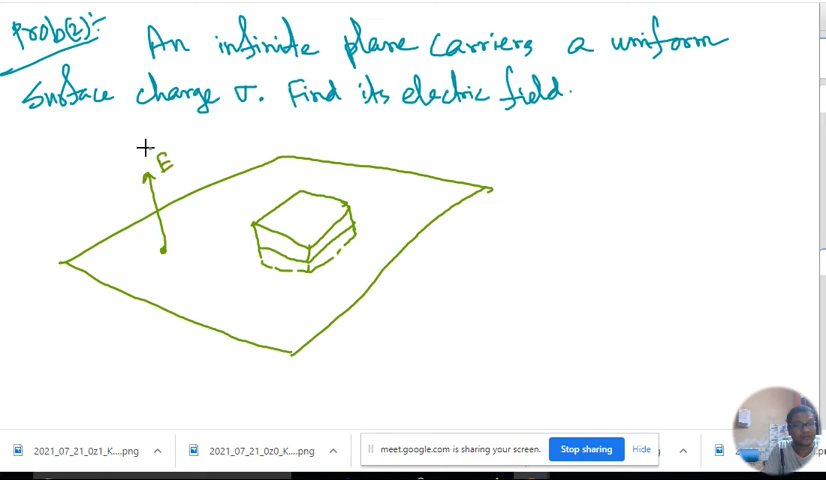 Prob(2):- An infinite plane carriers a uniform
surface charge σ. Find its electric field.
E
2021_07_21_0z1_K....png
2021_07_21_0z0_K....png
meet.google.com is sharing your screen.
Stop sharing
Hide
2021_07